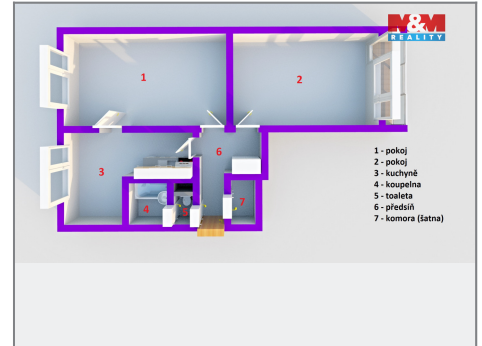 N&M
REALITY
1
2
3
6
4
5
7
1 - pokoj
2 - pokoj
3 - kuchyně
4 - koupelna
5 - toaleta
6 - předsíň
7 - komora (šatna)